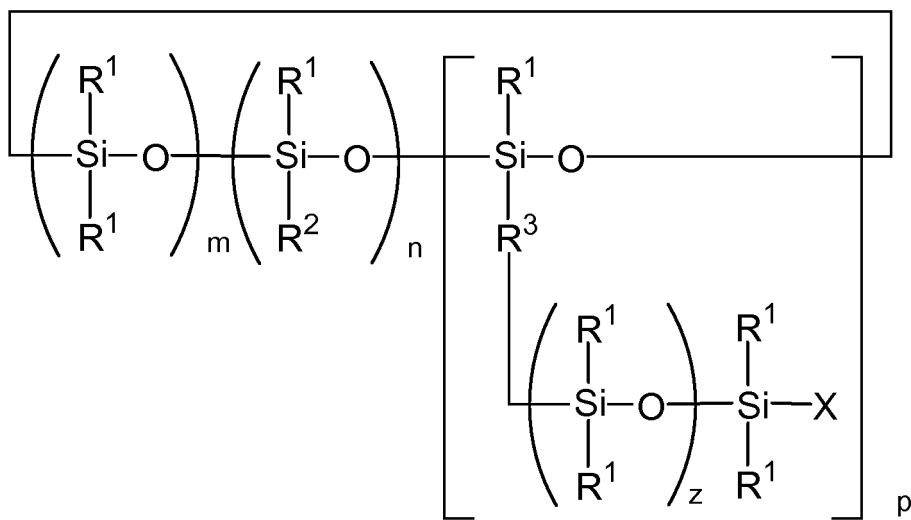 R¹ R¹ R¹
Si O Si O Si O
R¹ R² R³
m n
R¹ R¹
Si O Si X
R¹ R¹
z
p